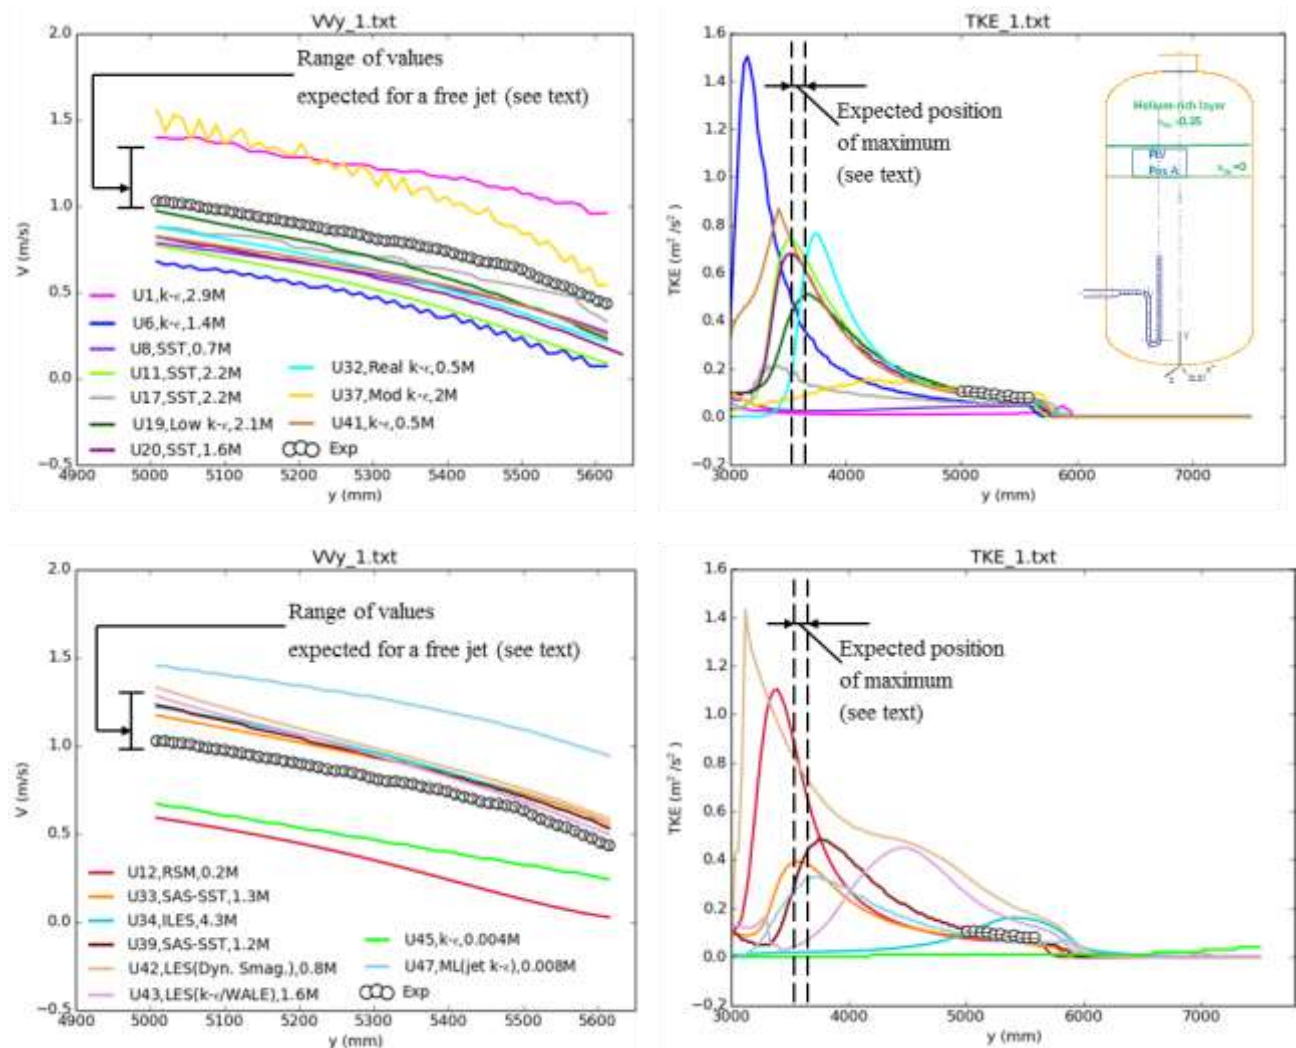 VVy_1.txt
Range of values
expected for a free jet (see text)
2.0
1.5
1.0
0.5
0.0
−0.5
V (m/s)
U1,k-ε,2.9M
U6,k-ε,1.4M
U8,SST,0.7M
U11,SST,2.2M
U17,SST,2.2M
U19,Low k-ε,2.1M
U20,SST,1.6M
U32,Real k-ε,0.5M
U37,Mod k-ε,2M
U41,k-ε,0.5M
Exp
4900 5000 5100 5200 5300 5400 5500 5600
y (mm)
TKE_1.txt
1.6
1.4
1.2
1.0
0.8
0.6
0.4
0.2
0.0
−0.2
TKE (m²/s²)
Expected position
of maximum
(see text)
Helium-rich layer
PIV
Pos A
3000 4000 5000 6000 7000
y (mm)
VVy_1.txt
Range of values
expected for a free jet (see text)
2.0
1.5
1.0
0.5
0.0
−0.5
V (m/s)
U12,RSM,0.2M
U33,SAS-SST,1.3M
U34,ILES,4.3M
U39,SAS-SST,1.2M
U42,LES(Dyn. Smag.),0.8M
U43,LES(k-ε/WALE),1.6M
U45,k-ε,0.004M
U47,ML(jet k-ε),0.008M
Exp
4900 5000 5100 5200 5300 5400 5500 5600
y (mm)
TKE_1.txt
1.6
1.4
1.2
1.0
0.8
0.6
0.4
0.2
0.0
−0.2
TKE (m²/s²)
Expected position
of maximum
(see text)
3000 4000 5000 6000 7000
y (mm)